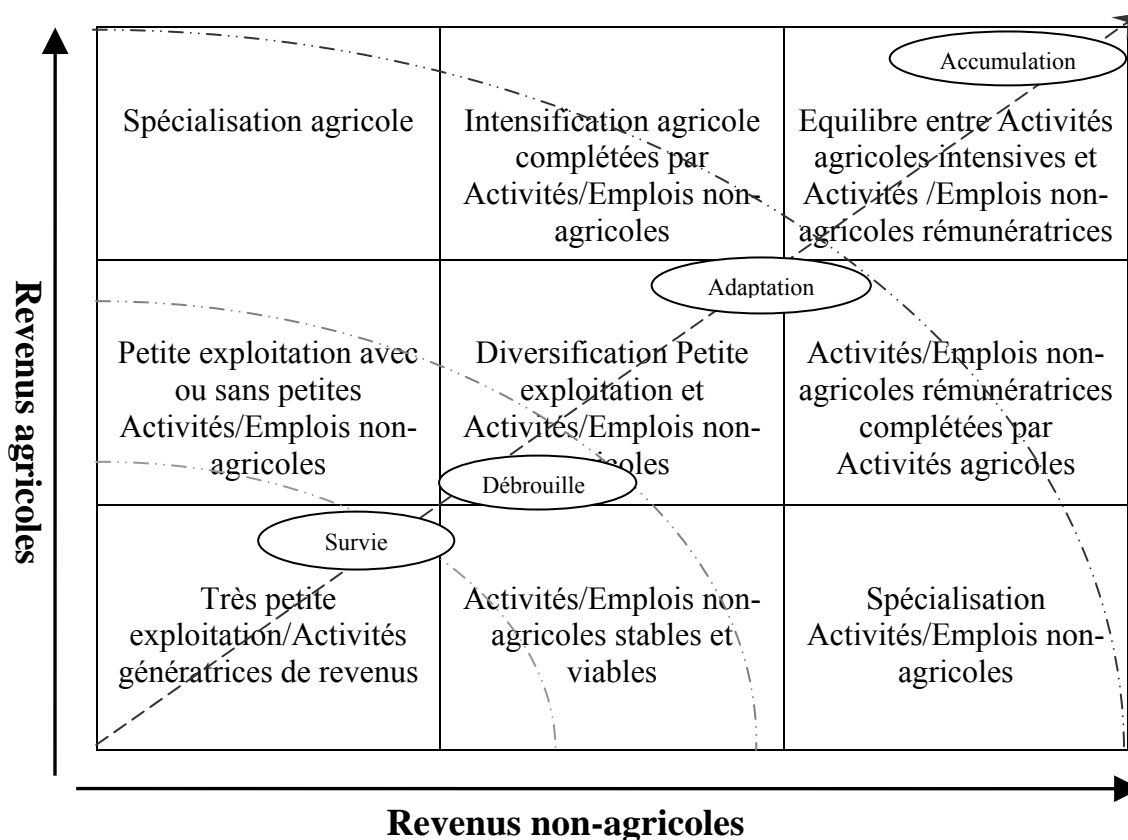 Accumulation
Spécialisation agricole
Intensification agricole
complétées par
Activités/Emplois non-
agricoles
Equilibre entre Activités
agricoles intensives et
Activités /Emplois non-
agricoles rémunératrices
Adaptation
Petite exploitation avec
ou sans petites
Activités/Emplois non-
agricoles
Diversification Petite
exploitation et
Activités/Emplois non-
Activités/Emplois non-
agricoles rémunératrices
complétées par
Activités agricoles
Débrouille
Survie
Très petite
exploitation/Activités
génératrices de revenus
Activités/Emplois non-
agricoles stables et
viables
Spécialisation
Activités/Emplois non-
agricoles
Revenus agricoles
Revenus non-agricoles